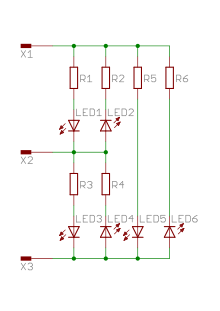 X1
R1 R2 R5 R6
LED1 LED2
X2
R3 R4
LED3 LED4 LED5 LED6
X3